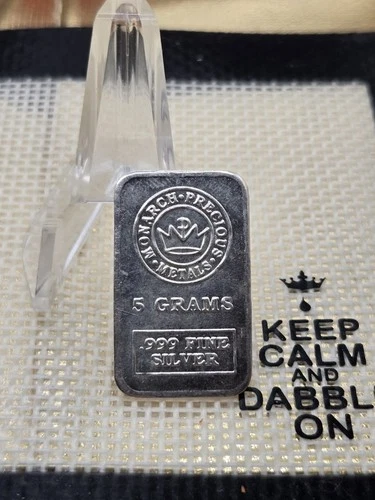 MONARCH·PRECIOUS
·METALS·
5 GRAMS
.999 FINE
SILVER
KEEP
CALM
AND
DABBL
ON